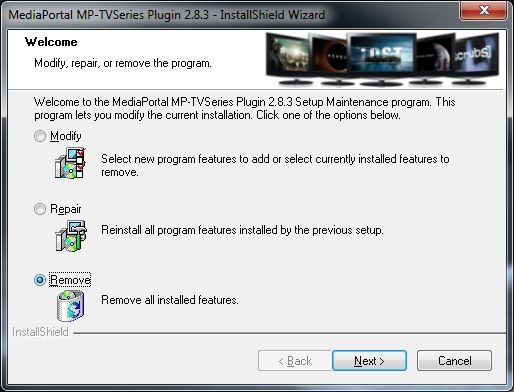 MediaPortal MP-TVSeries Plugin 2.8.3 - InstallShield Wizard
Welcome
Modify, repair, or remove the program.
LOST
scrubs
Welcome to the MediaPortal MP-TVSeries Plugin 2.8.3 Setup Maintenance program. This
program lets you modify the current installation. Click one of the options below.
Modify
Select new program features to add or select currently installed features to
remove.
Repair
Reinstall all program features installed by the previous setup.
Remove
Remove all installed features.
InstallShield
< Back
Next >
Cancel